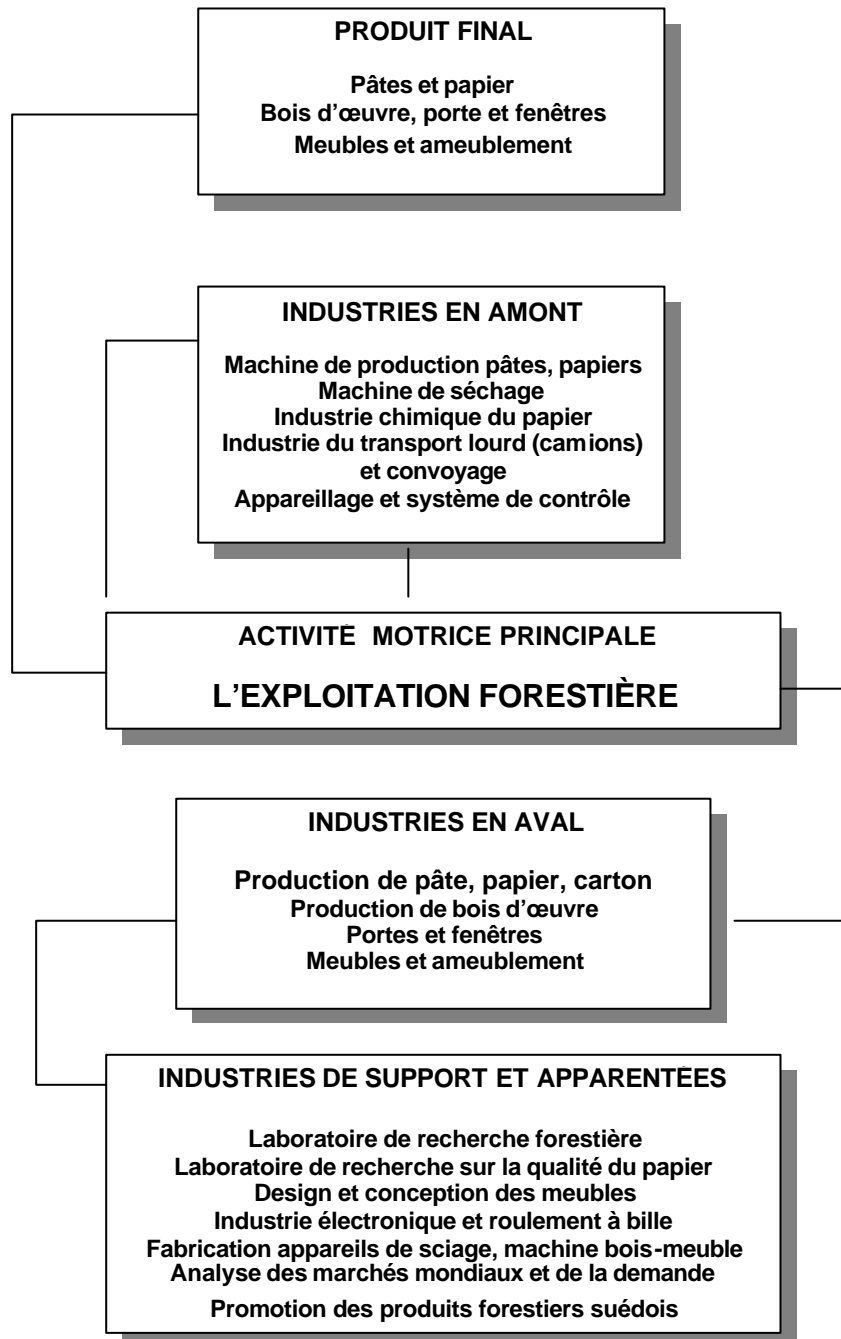 PRODUIT FINAL
Pâtes et papier
Bois d’œuvre, porte et fenêtres
Meubles et ameublement
INDUSTRIES EN AMONT
Machine de production pâtes, papiers
Machine de séchage
Industrie chimique du papier
Industrie du transport lourd (camions)
et convoyage
Appareillage et système de contrôle
ACTIVITÉ MOTRICE PRINCIPALE
L’EXPLOITATION FORESTIÈRE
INDUSTRIES EN AVAL
Production de pâte, papier, carton
Production de bois d’œuvre
Portes et fenêtres
Meubles et ameublement
INDUSTRIES DE SUPPORT ET APPARENTÉES
Laboratoire de recherche forestière
Laboratoire de recherche sur la qualité du papier
Design et conception des meubles
Industrie électronique et roulement à bille
Fabrication appareils de sciage, machine bois-meuble
Analyse des marchés mondiaux et de la demande
Promotion des produits forestiers suédois